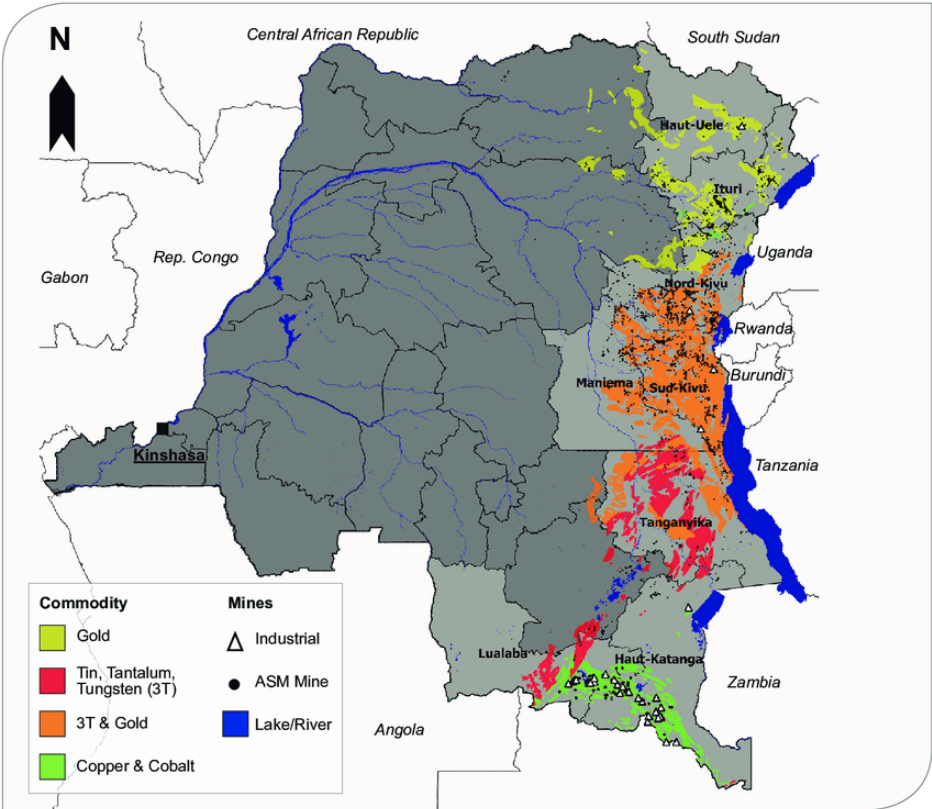 N
Central African Republic
South Sudan
Haut-Uele
Ituri
Gabon
Rep. Congo
Uganda
Nord-Kivu
Rwanda
Burundi
Maniema
Sud-Kivu
Kinshasa
Tanzania
Tanganyika
Lualaba
Haut-Katanga
Zambia
Angola
Commodity
Gold
Tin, Tantalum,
Tungsten (3T)
3T & Gold
Copper & Cobalt
Mines
Industrial
ASM Mine
Lake/River